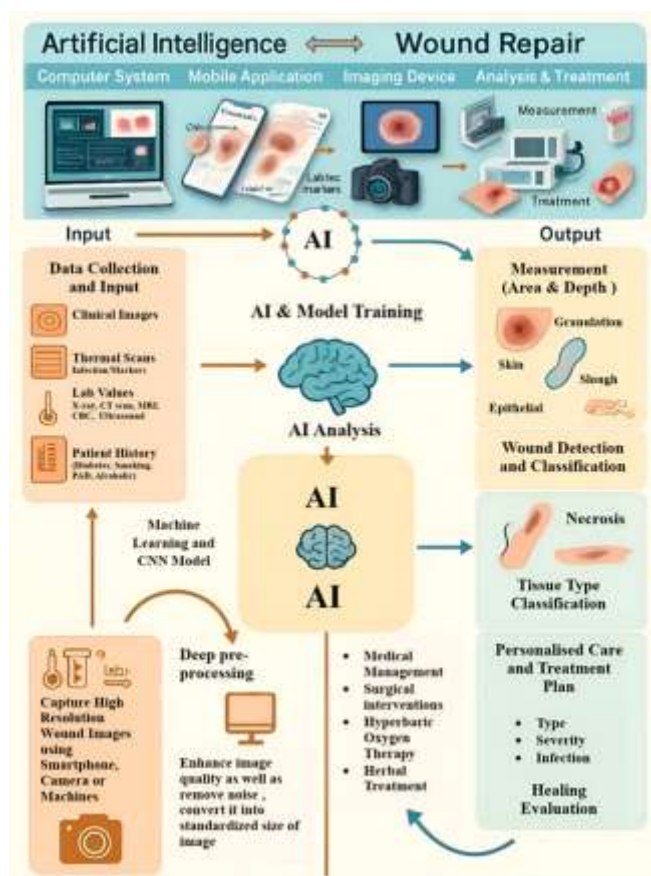 Artificial Intelligence Wound Repair
Computer System Mobile Application Imaging Device Analysis & Treatment
Measurement
markers
Treatment
Input
AI
Output
Data Collection
and Input
Clinical Images
Thermal Scans
Infection/Markers
Lab Values
X-ray, CT scan, MRI,
CBC, Ultrasound
Patient History
(Diabetes, Smoking,
PAD, Alcoholic)
AI & Model Training
AI Analysis
Measurement
(Area & Depth )
Granulation
Skin
Slough
Epithelial
Wound Detection
and Classification
AI
AI
Machine
Learning and
CNN Model
Necrosis
Tissue Type
Classification
Capture High
Resolution
Wound Images
using
Smartphone,
Camera or
Machines
Deep pre-
processing
Enhance image
quality as well as
remove noise ,
convert it into
standardized size of
image
• Medical
Management
• Surgical
interventions
• Hyperbaric
Oxygen
Therapy
• Herbal
Treatment
Personalised Care
and Treatment
Plan
• Type
• Severity
• Infection
Healing
Evaluation